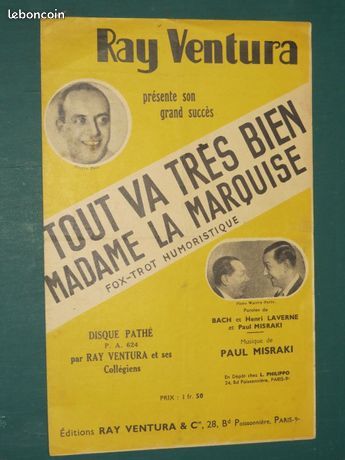 leboncoin
Ray Ventura
présente son
grand succès
TOUT VA TRÈS BIEN
MADAME LA MARQUISE
FOX-TROT HUMORISTIQUE
Paroles de
BACH et Henri LAVERNE
et Paul MISRAKI
Musique de
PAUL MISRAKI
DISQUE PATHÉ
P. A. 624
par RAY VENTURA et ses
Collégiens
En Dépôt chez L. PHILIPPO
24, Bd Poissonnière, PARIS-9ᵉ
PRIX : 1 fr. 50
Éditions RAY VENTURA & Cⁱᵉ, 28, Bᵈ Poissonnière, PARIS-9ᵉ